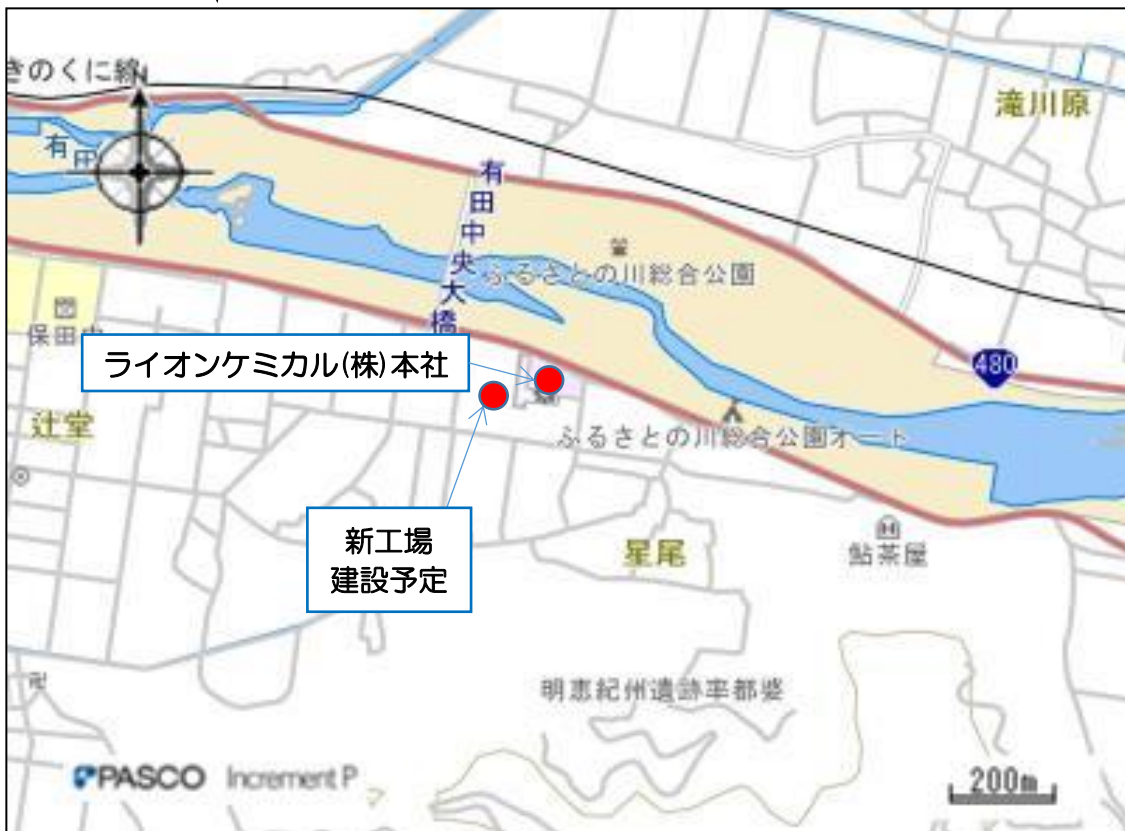 きのくに線
N
滝川原
有田
有田中央大橋
ふるさとの川総合公園
保田中
ライオンケミカル(株)本社
480
辻堂
ふるさとの川総合公園オート
新工場
建設予定
星尾
鮎茶屋
明恵紀州遺跡率都婆
PASCO Increment P
200m